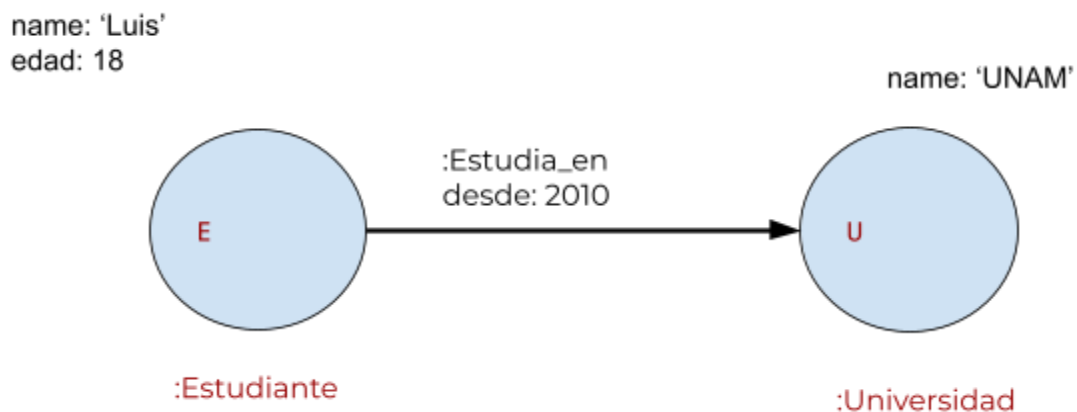 name: ‘Luis’
edad: 18
name: ‘UNAM’
:Estudia_en
desde: 2010
E
U
:Estudiante
:Universidad